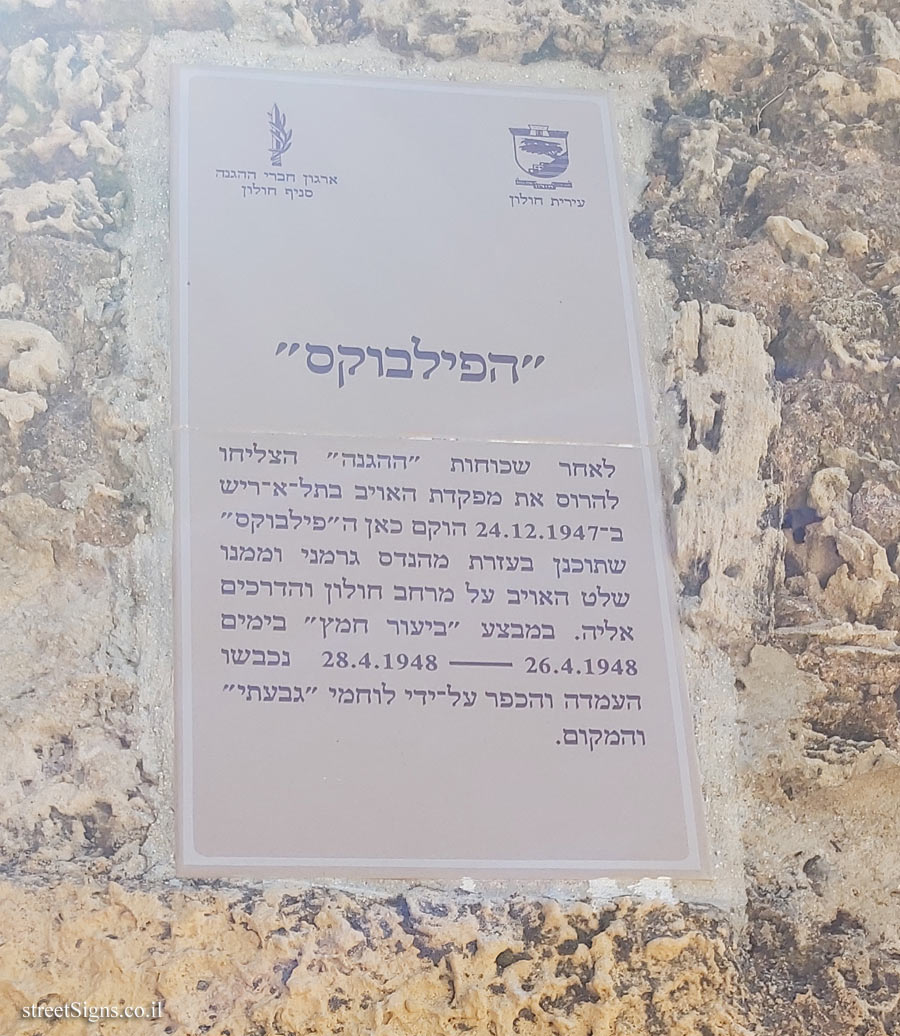 עירית חולון
ארגון חברי ההגנה
סניף חולון
"הפילבוקס"
לאחר שכוחות "ההגנה" הצליחו
להרוס את מפקדת האויב בתל-א-ריש
ב-24.12.1947 הוקם כאן ה"פילבוקס"
שתוכנן בעזרת מהנדס גרמני וממנו
שלט האויב על מרחב חולון והדרכים
אליה. במבצע "ביעור חמץ" בימים
26.4.1948 — 28.4.1948 נכבשו
העמדה והכפר על-ידי לוחמי "גבעתי"
והמקום.
streetSigns.co.il